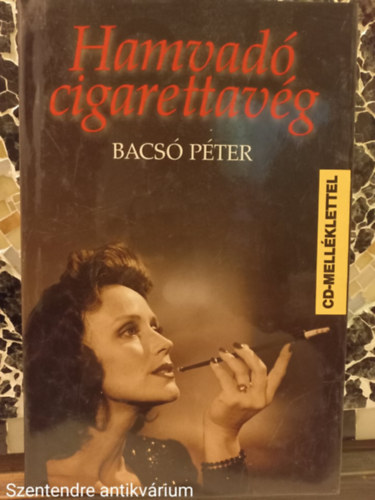 Hamvadó
cigarettavég
BACSÓ PÉTER
CD-MELLÉKLETTEL
Szentendre antikvárium